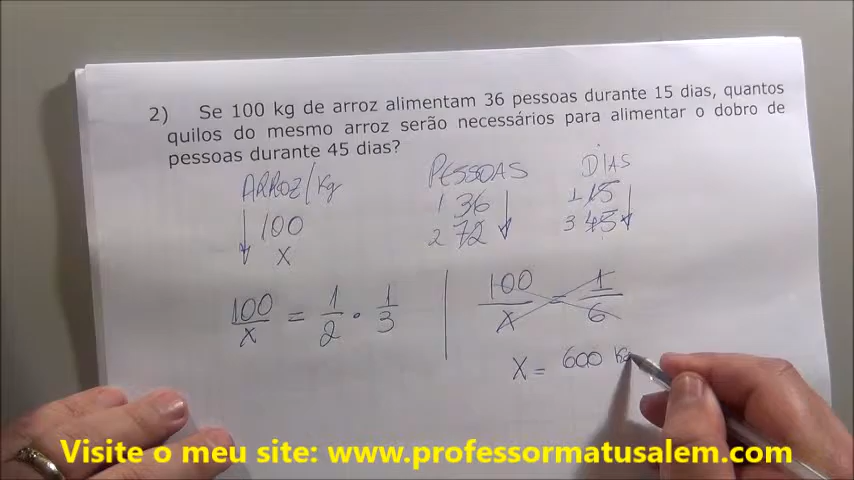 2) Se 100 kg de arroz alimentam 36 pessoas durante 15 dias, quantos
quilos do mesmo arroz serão necessários para alimentar o dobro de
pessoas durante 45 dias?
ARROZ/Kg PESSOAS DIAS
100 1 36 1 15
X 2 72 3 45
100/X = 1/2 . 1/3
100/X = 1/6
X = 600 Kg
Visite o meu site: www.professormatusalem.com